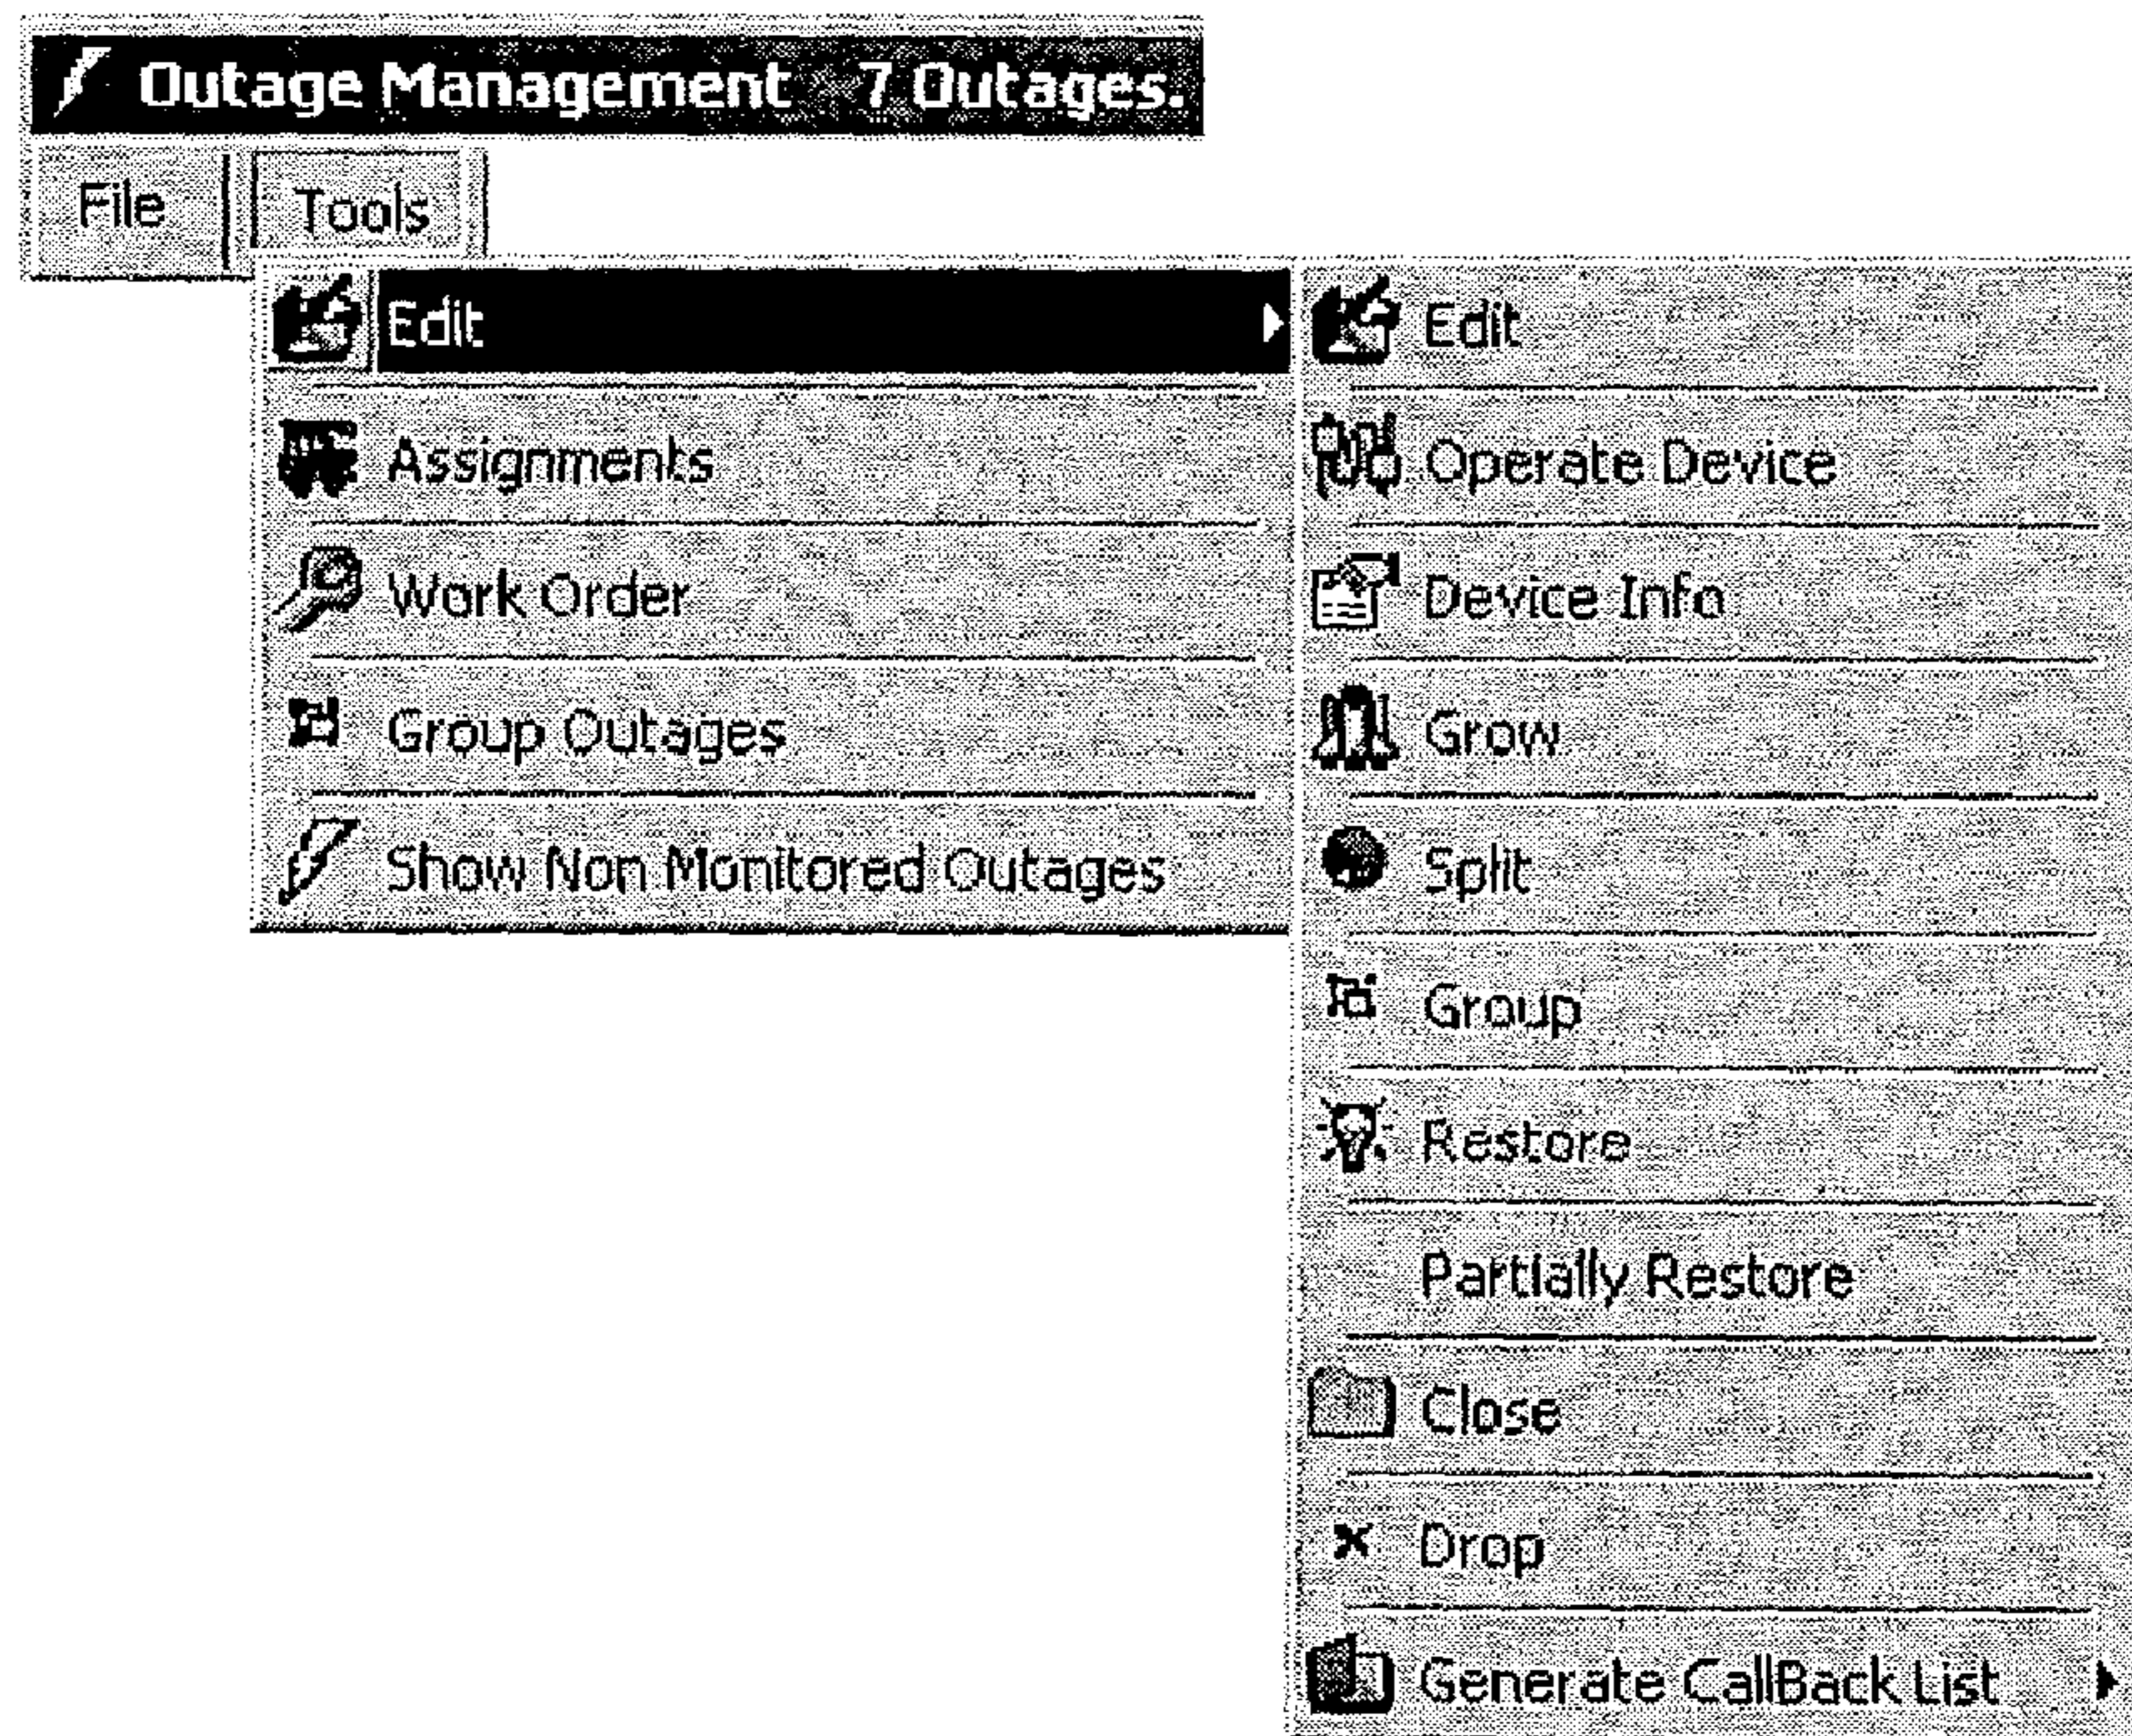 Outage Management 7 Outages.
File Tools
Edit
Assignments
Work Order
Group Outages
Show Non Monitored Outages
Edit
Operate Device
Device Info
Grow
Split
Group
Restore
Partially Restore
Close
Drop
Generate CallBack List